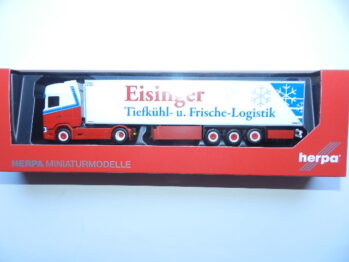 Eisinger
Tiefkühl- u. Frische-Logistik
HERPA MINIATURMODELLE
herpa